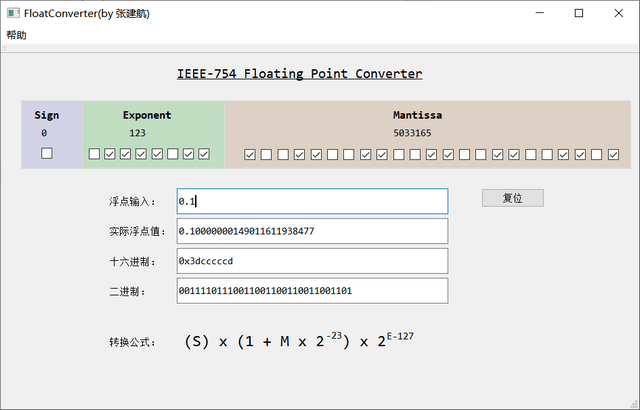 FloatConverter(by 张建航)
帮助
IEEE-754 Floating Point Converter
Sign Exponent Mantissa
0 123 5033165
浮点输入： 0.1 复位
实际浮点值： 0.10000000149011611938477
十六进制： 0x3dcccccd
二进制： 00111101110011001100110011001101
转换公式： (S) x (1 + M x 2^-23) x 2^E-127